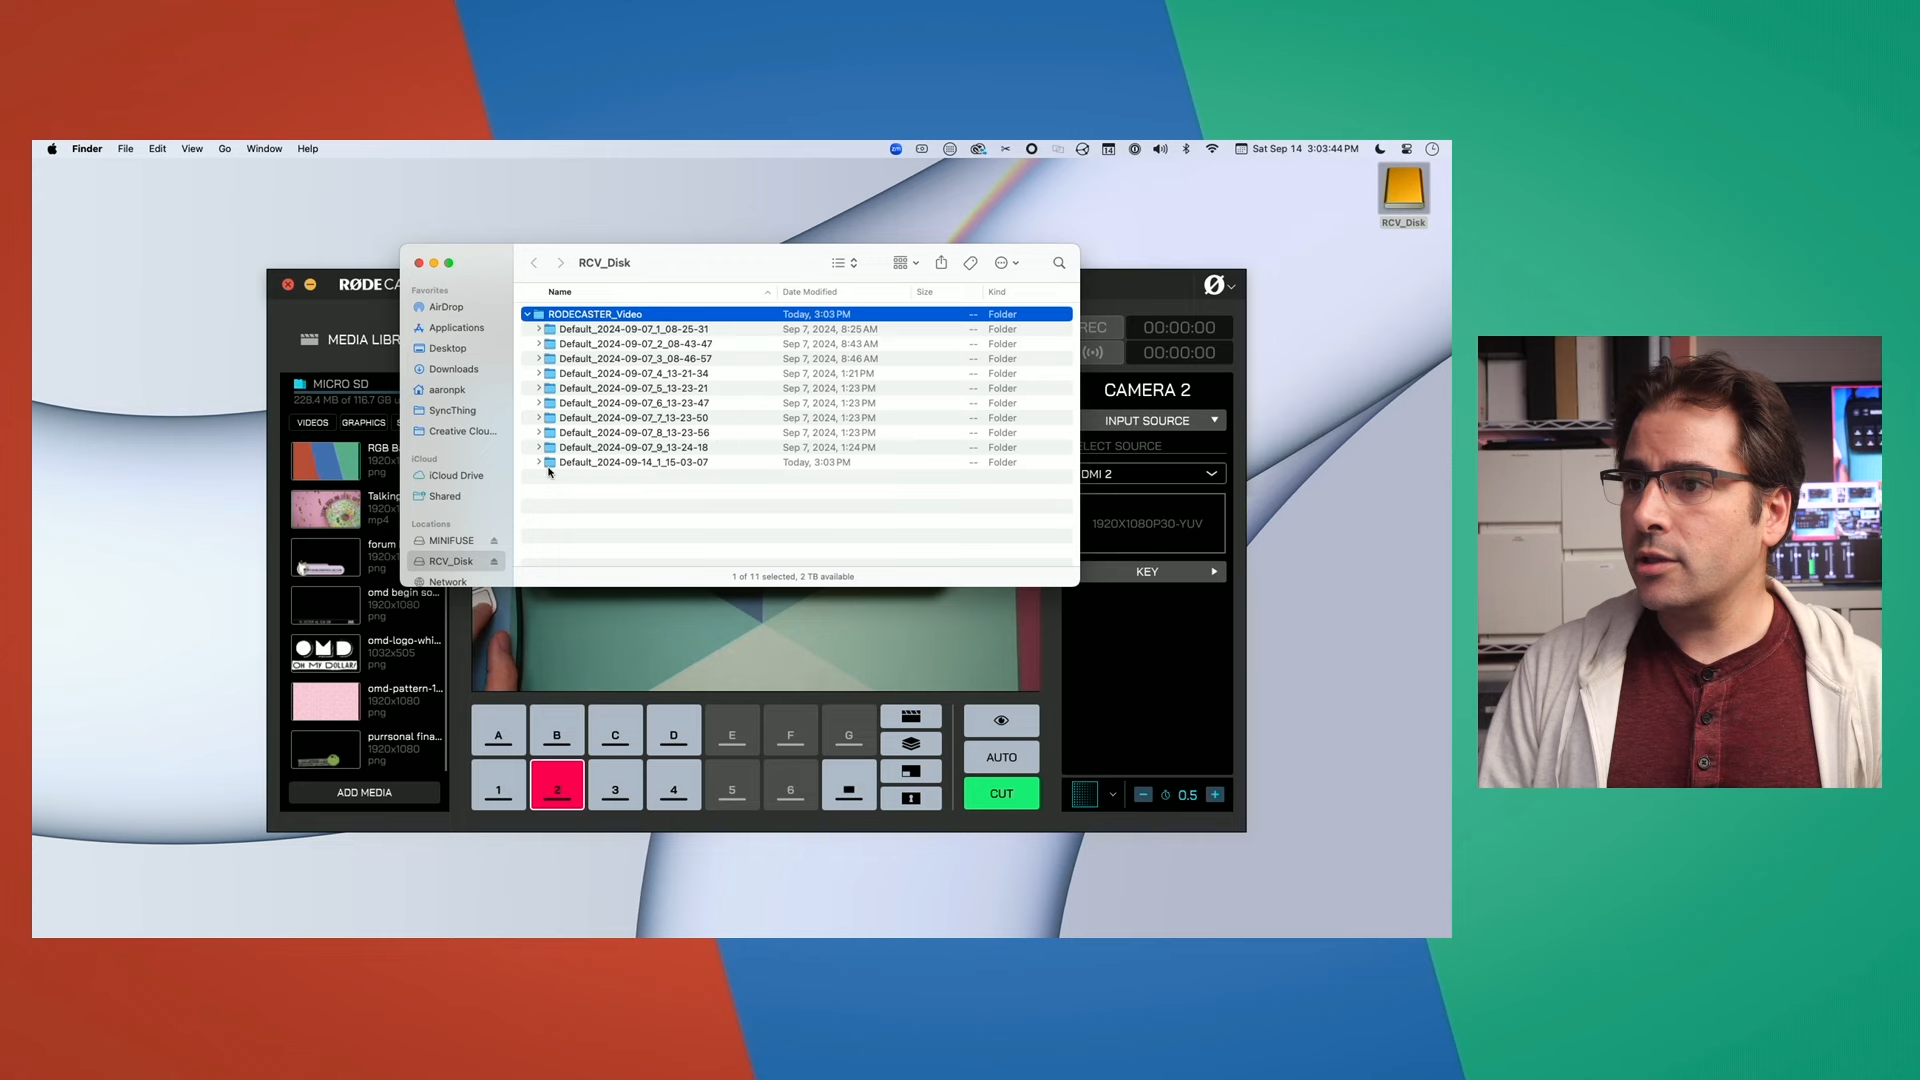 Finder File Edit View Go Window Help
14 Sat Sep 14 3:03:44 PM
RCV_Disk
RCV_Disk
Name Date Modified Size Kind
RODECASTER_Video Today, 3:03 PM -- Folder
Default_2024-09-07_1_08-25-31 Sep 7, 2024, 8:25 AM -- Folder
Default_2024-09-07_2_08-43-47 Sep 7, 2024, 8:43 AM -- Folder
Default_2024-09-07_3_08-46-57 Sep 7, 2024, 8:46 AM -- Folder
Default_2024-09-07_4_13-21-34 Sep 7, 2024, 1:21 PM -- Folder
Default_2024-09-07_5_13-23-21 Sep 7, 2024, 1:23 PM -- Folder
Default_2024-09-07_6_13-23-47 Sep 7, 2024, 1:23 PM -- Folder
Default_2024-09-07_7_13-23-50 Sep 7, 2024, 1:23 PM -- Folder
Default_2024-09-07_8_13-23-56 Sep 7, 2024, 1:23 PM -- Folder
Default_2024-09-07_9_13-24-18 Sep 7, 2024, 1:24 PM -- Folder
Default_2024-09-14_1_15-03-07 Today, 3:03 PM -- Folder
1 of 11 selected, 2 TB available
Favorites
AirDrop
Applications
Desktop
Downloads
aaronpk
SyncThing
Creative Clou...
iCloud
iCloud Drive
Shared
Locations
MINIFUSE
RCV_Disk
Network
RØDECA
MEDIA LIBR
MICRO SD
228.4 MB of 116.7 GB u
VIDEOS GRAPHICS S
RGB B
1920x1
png
Talking
1920x1
mp4
forum
1920x1
png
omd begin so...
1920x1080
png
OMD
OH MY DOLLAR!
omd-logo-whi...
1032x505
png
omd-pattern-1...
1920x1080
png
purrsonal fina...
1920x1080
png
ADD MEDIA
A B C D E F G
1 2 3 4 5 6
AUTO
CUT
REC 00:00:00
00:00:00
CAMERA 2
INPUT SOURCE
ELECT SOURCE
DMI 2
1920X1080P30-YUV
KEY
0.5